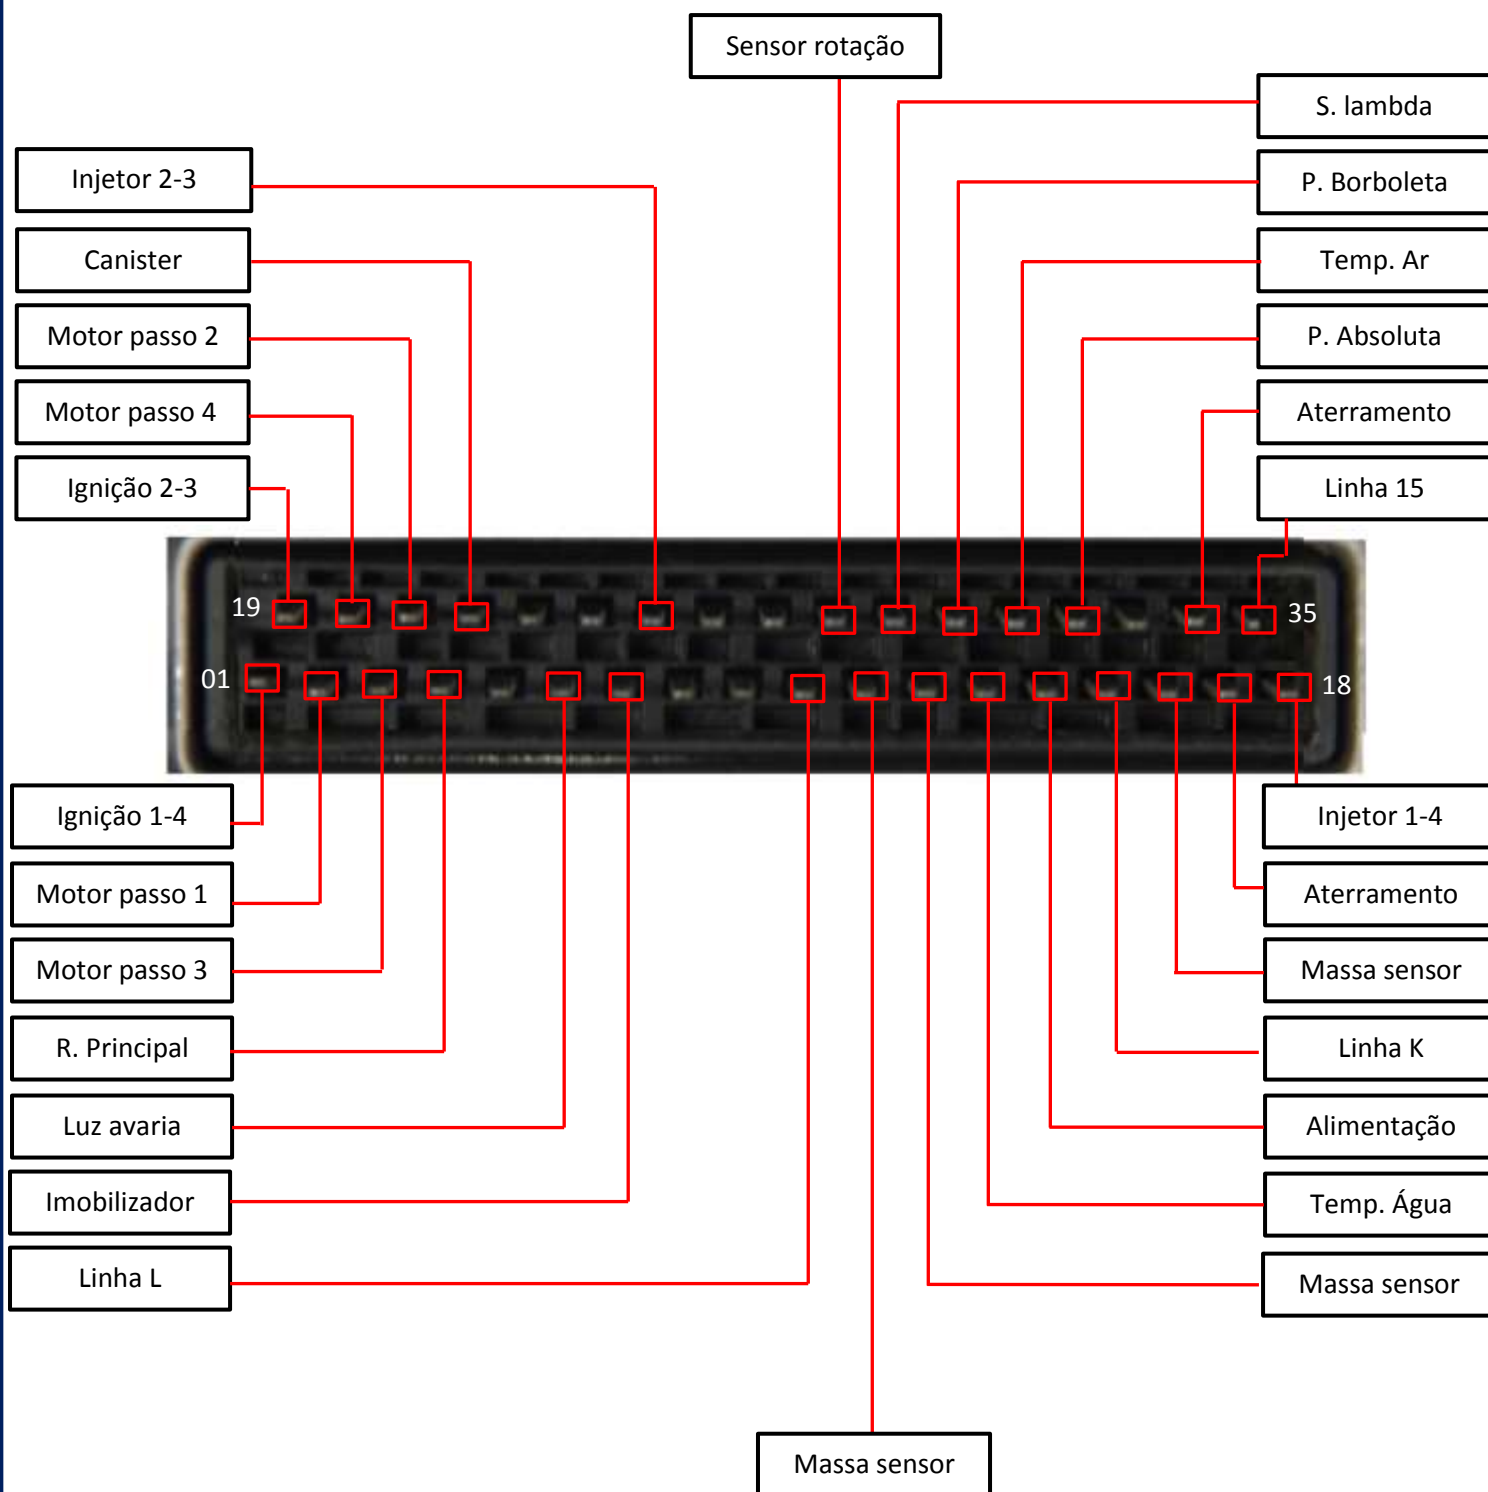 Sensor rotação
S. lambda
Injetor 2-3
P. Borboleta
Canister
Temp. Ar
Motor passo 2
P. Absoluta
Motor passo 4
Aterramento
Ignição 2-3
Linha 15
19
35
01
18
Ignição 1-4
Injetor 1-4
Motor passo 1
Aterramento
Motor passo 3
Massa sensor
R. Principal
Linha K
Luz avaria
Alimentação
Imobilizador
Temp. Água
Linha L
Massa sensor
Massa sensor